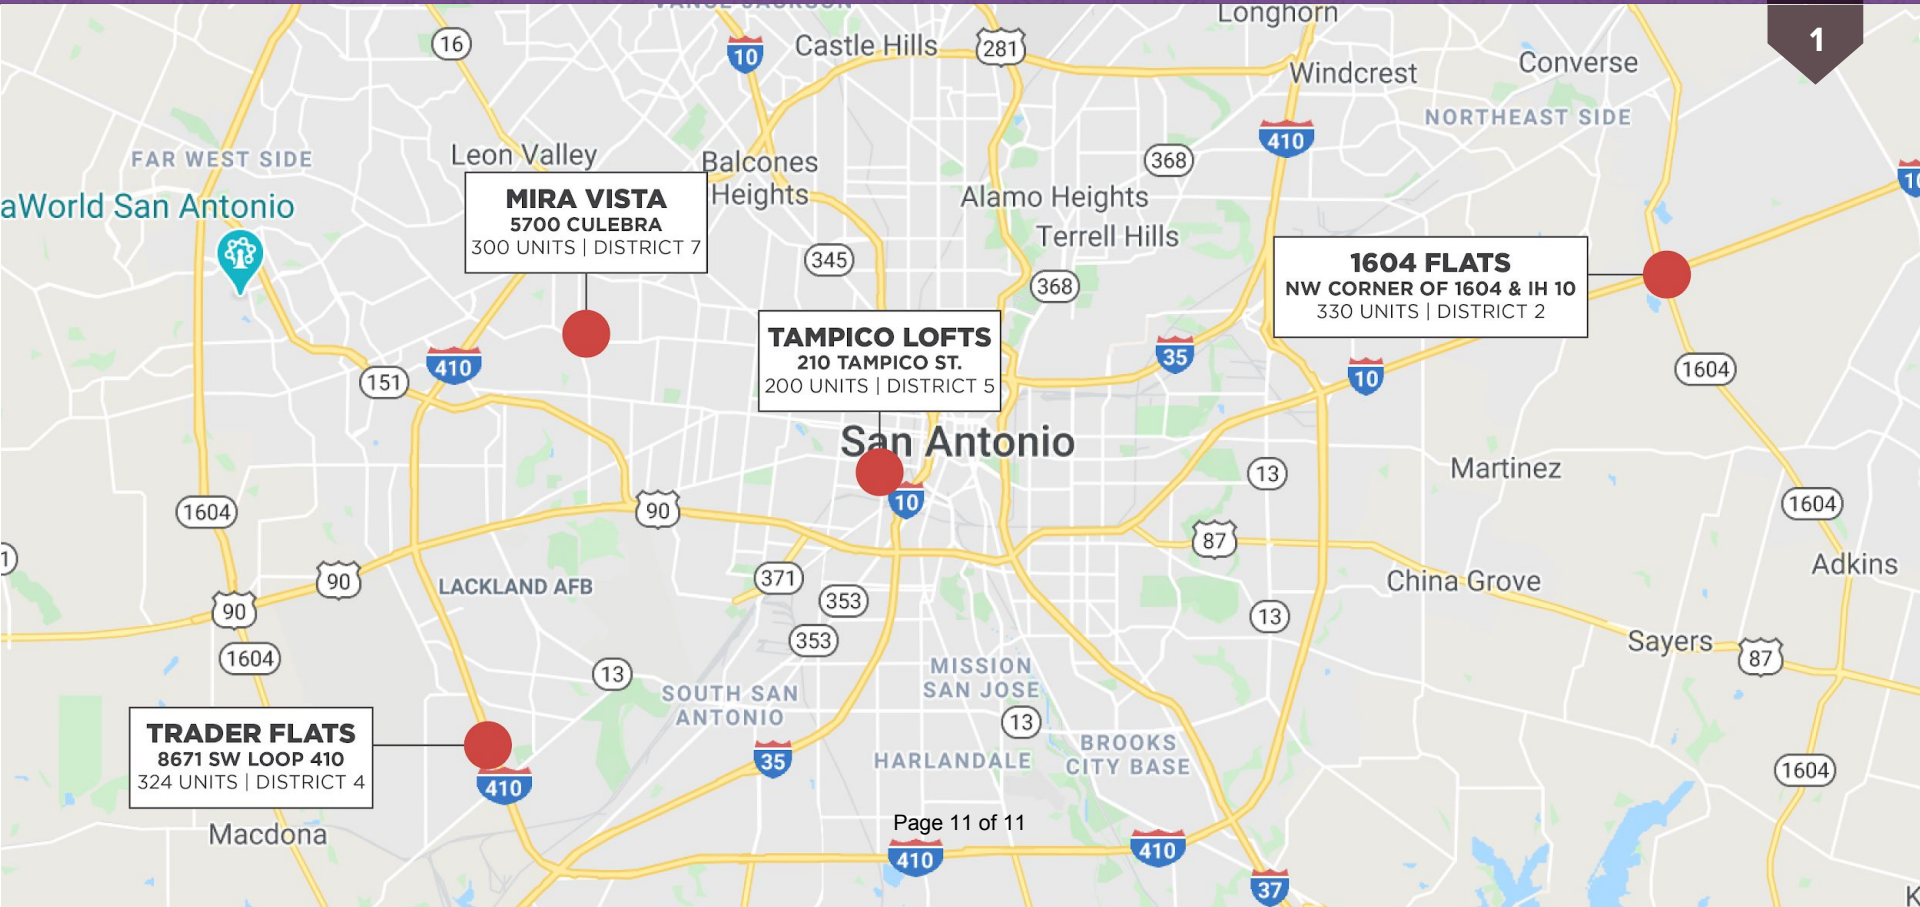 VANCE JACKSON
Longhorn
1
16
10
Castle Hills
281
Windcrest
Converse
NORTHEAST SIDE
410
FAR WEST SIDE
Leon Valley
Balcones
Heights
368
10
aWorld San Antonio
MIRA VISTA
5700 CULEBRA
300 UNITS | DISTRICT 7
Alamo Heights
Terrell Hills
345
368
1604 FLATS
NW CORNER OF 1604 & IH 10
330 UNITS | DISTRICT 2
TAMPICO LOFTS
210 TAMPICO ST.
200 UNITS | DISTRICT 5
410
151
35
10
1604
San Antonio
13
Martinez
10
90
1604
1604
87
1
90
LACKLAND AFB
371
353
China Grove
Adkins
90
13
353
Sayers
87
1604
13
MISSION
SAN JOSE
SOUTH SAN
ANTONIO
13
TRADER FLATS
8671 SW LOOP 410
324 UNITS | DISTRICT 4
410
35
HARLANDALE
BROOKS
CITY BASE
1604
Macdona
Page 11 of 11
410
410
37
K